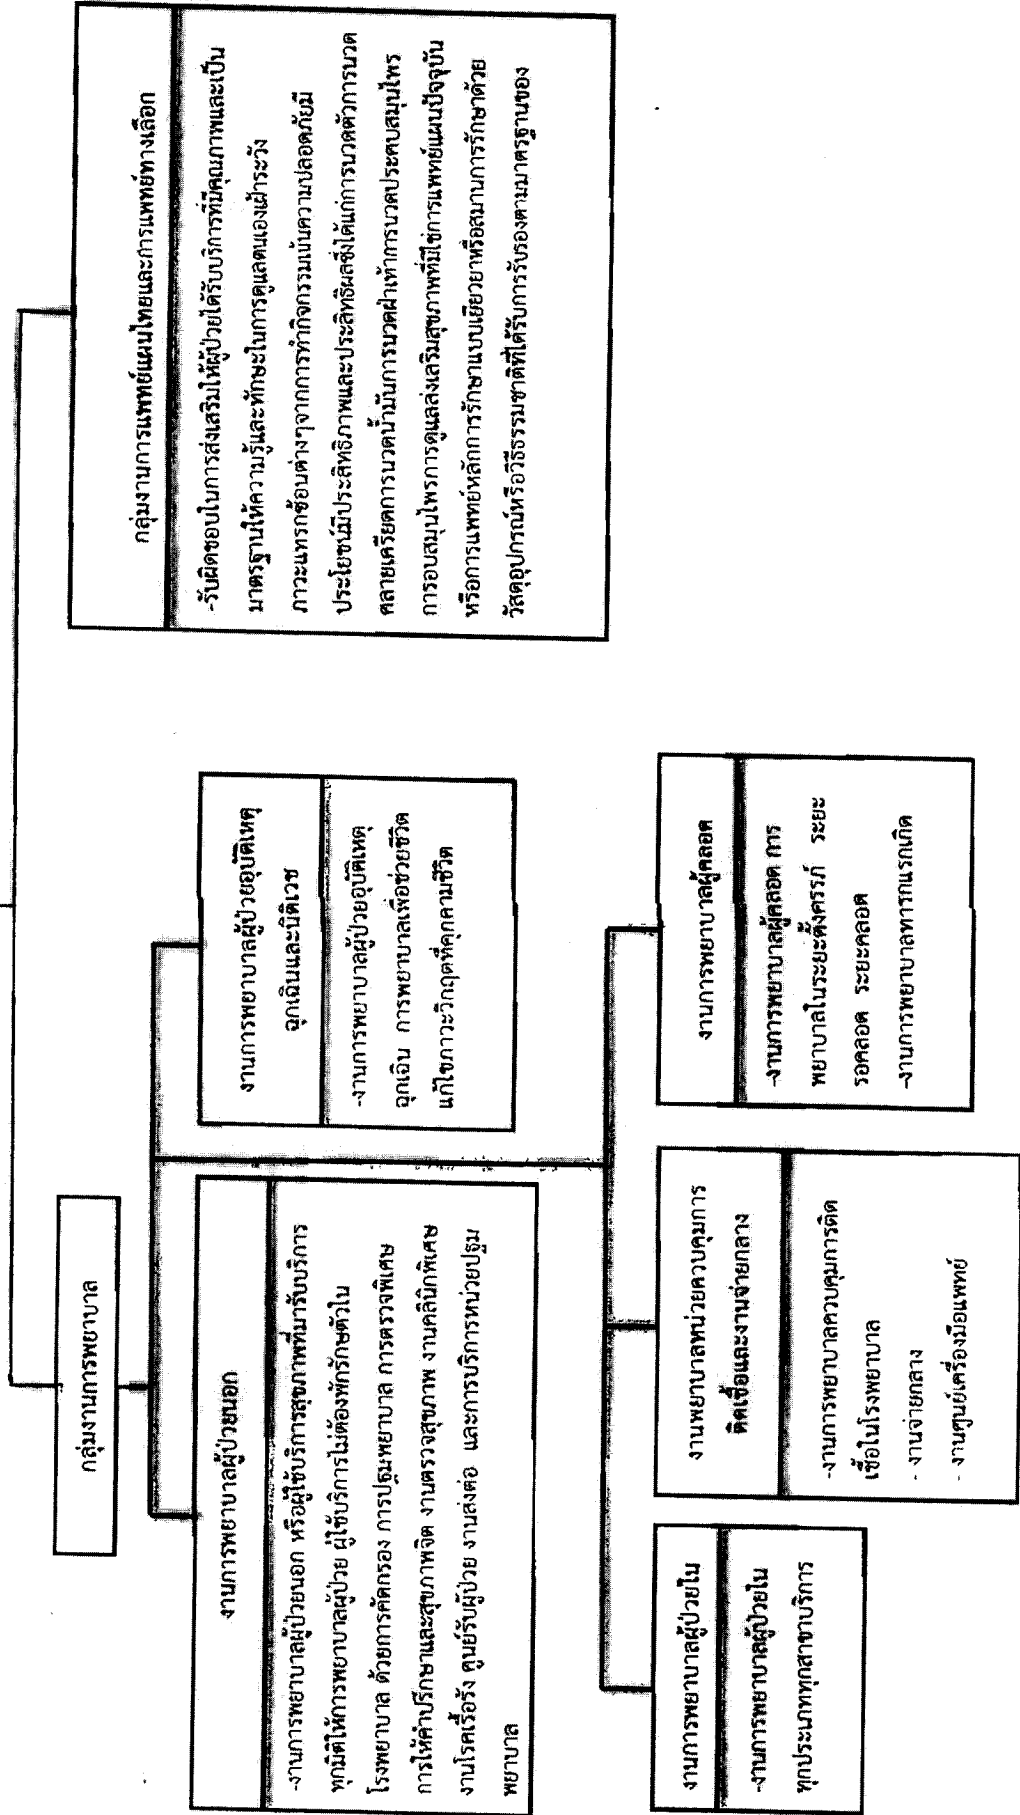 กลุ่มงานการพยาบาล
กลุ่มงานการแพทย์แผนไทยและการแพทย์ทางเลือก
-รับผิดชอบในการส่งเสริมให้ผู้ป่วยได้รับบริการที่มีคุณภาพและเป็น
มาตรฐานให้ความรู้และทักษะในการดูแลตนเองเฝ้าระวัง
ภาวะแทรกซ้อนต่างๆจากการทำกิจกรรมเน้นความปลอดภัยมี
ประโยชน์มีประสิทธิภาพและประสิทธิผลซึ่งได้แก่การนวดตัวการนวด
คลายเครียดการนวดน้ำมันการนวดฝ่าเท้าการนวดประคบสมุนไพร
การอบสมุนไพรการดูแลส่งเสริมสุขภาพที่มิใช่การแพทย์แผนปัจจุบัน
หรือการแพทย์หลักการรักษาแบบเยียวยาหรือสมานการรักษาด้วย
วัสดุอุปกรณ์หรือวิธีธรรมชาติที่ได้รับการรับรองตามมาตรฐานของ
งานการพยาบาลผู้ป่วยนอก
-งานการพยาบาลผู้ป่วยนอก หรือผู้ใช้บริการสุขภาพที่มารับบริการ
ทุกมิติให้การพยาบาลผู้ป่วย ผู้ใช้บริการไม่ต้องพักรักษาตัวใน
โรงพยาบาล ด้วยการคัดกรอง การปฐมพยาบาล การตรวจพิเศษ
การให้คำปรึกษาและสุขภาพจิต งานตรวจสุขภาพ งานคลินิกพิเศษ
งานโรคเรื้อรัง ศูนย์รับผู้ป่วย งานส่งต่อ และการบริการหน่วยปฐม
พยาบาล
งานการพยาบาลผู้ป่วยอุบัติเหตุ
ฉุกเฉินและนิติเวช
-งานการพยาบาลผู้ป่วยอุบัติเหตุ
ฉุกเฉิน การพยาบาลเพื่อช่วยชีวิต
แก้ไขภาวะวิกฤตที่คุกคามชีวิต
งานการพยาบาลผู้ป่วยใน
-งานการพยาบาลผู้ป่วยใน
ทุกประเภททุกสาขาบริการ
งานพยาบาลหน่วยควบคุมการ
ติดเชื้อและงานจ่ายกลาง
-งานการพยาบาลควบคุมการติด
เชื้อในโรงพยาบาล
- งานจ่ายกลาง
- งานศูนย์เครื่องมือแพทย์
งานการพยาบาลผู้คลอด
-งานการพยาบาลผู้คลอด การ
พยาบาลในระยะตั้งครรภ์ ระยะ
รอคลอด ระยะคลอด
-งานการพยาบาลทารกแรกเกิด